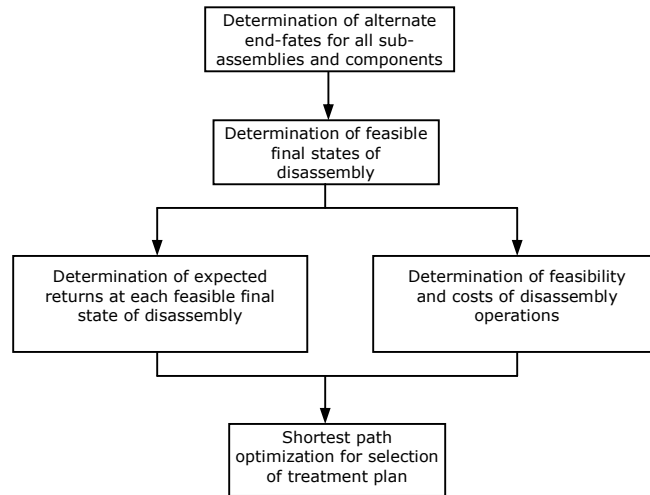 Determination of alternate
end-fates for all sub-
assemblies and components
Determination of feasible
final states of
disassembly
Determination of expected
returns at each feasible final
state of disassembly
Determination of feasibility
and costs of disassembly
operations
Shortest path
optimization for selection
of treatment plan